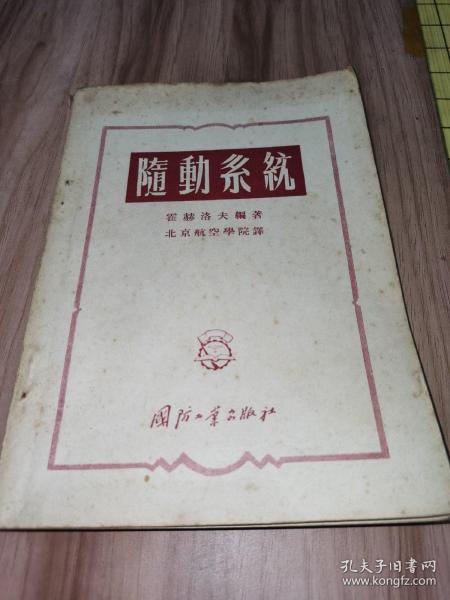 隨動系統
霍赫洛夫編著
北京航空學院譯
國防工業出版社
孔夫子旧书网
www.kongfz.com